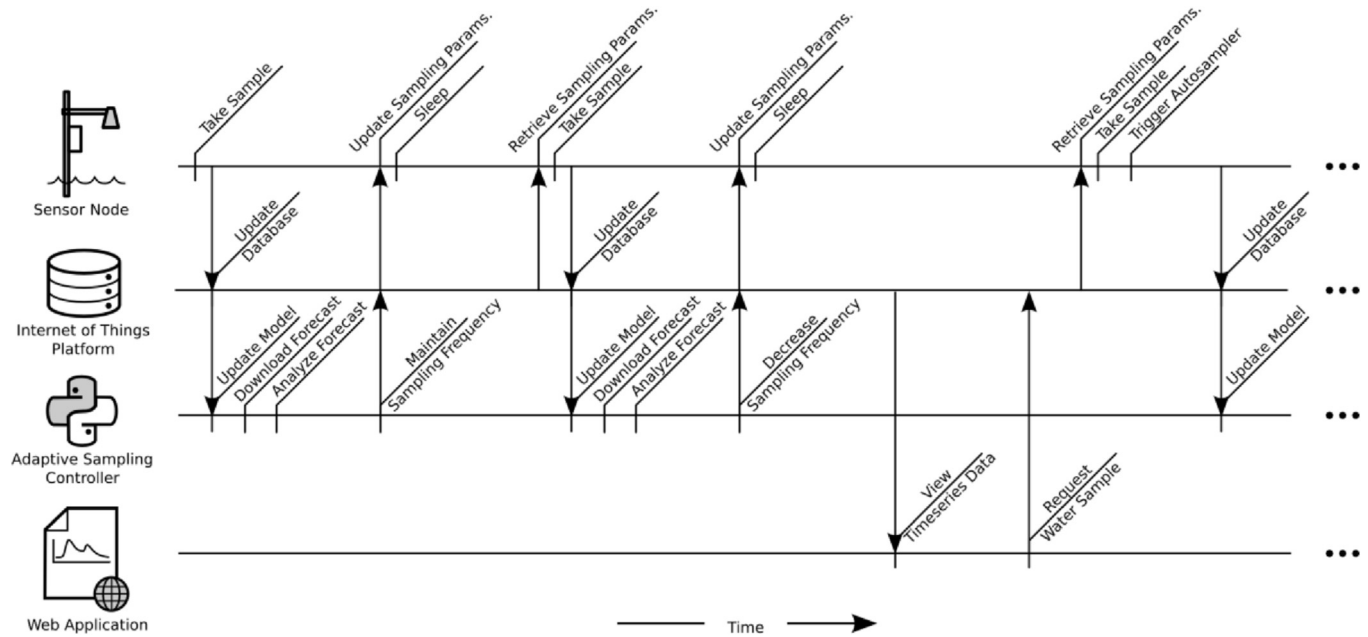 Take Sample
Update Sampling Params.
Sleep
Retrieve Sampling Params.
Take Sample
Update Sampling Params.
Sleep
Retrieve Sampling Params.
Take Sample
Trigger Autosampler
Sensor Node
Update
Database
Update
Database
Update
Database
Internet of Things
Platform
Update Model
Download Forecast
Analyze Forecast
Maintain
Sampling Frequency
Update Model
Download Forecast
Analyze Forecast
Decrease
Sampling Frequency
Update Model
Adaptive Sampling
Controller
View
Timeseries Data
Request
Water Sample
Web Application
Time